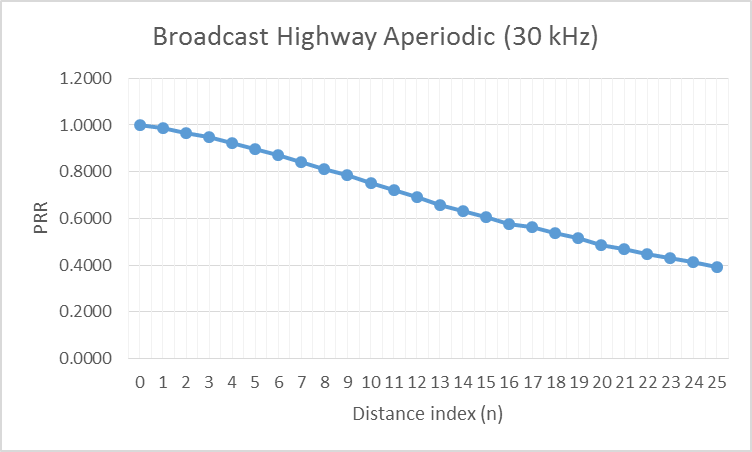 Broadcast Highway Aperiodic (30 kHz)
1.2000
1.0000
0.8000
0.6000
0.4000
0.2000
0.0000
PRR
0 1 2 3 4 5 6 7 8 9 10 11 12 13 14 15 16 17 18 19 20 21 22 23 24 25
Distance index (n)